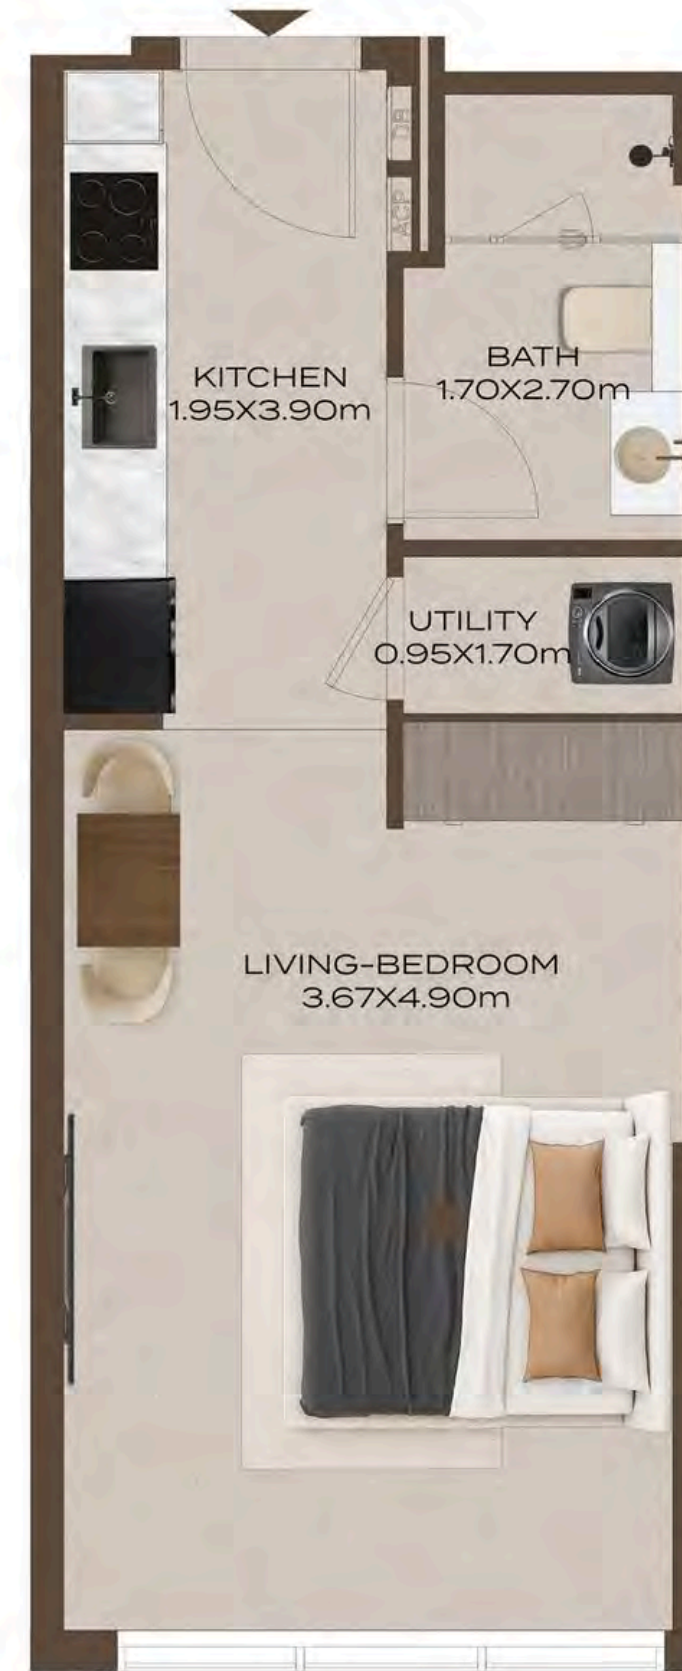 DB
ACP
KITCHEN
1.95X3.90m
BATH
1.70X2.70m
UTILITY
0.95X1.70m
LIVING-BEDROOM
3.67X4.90m